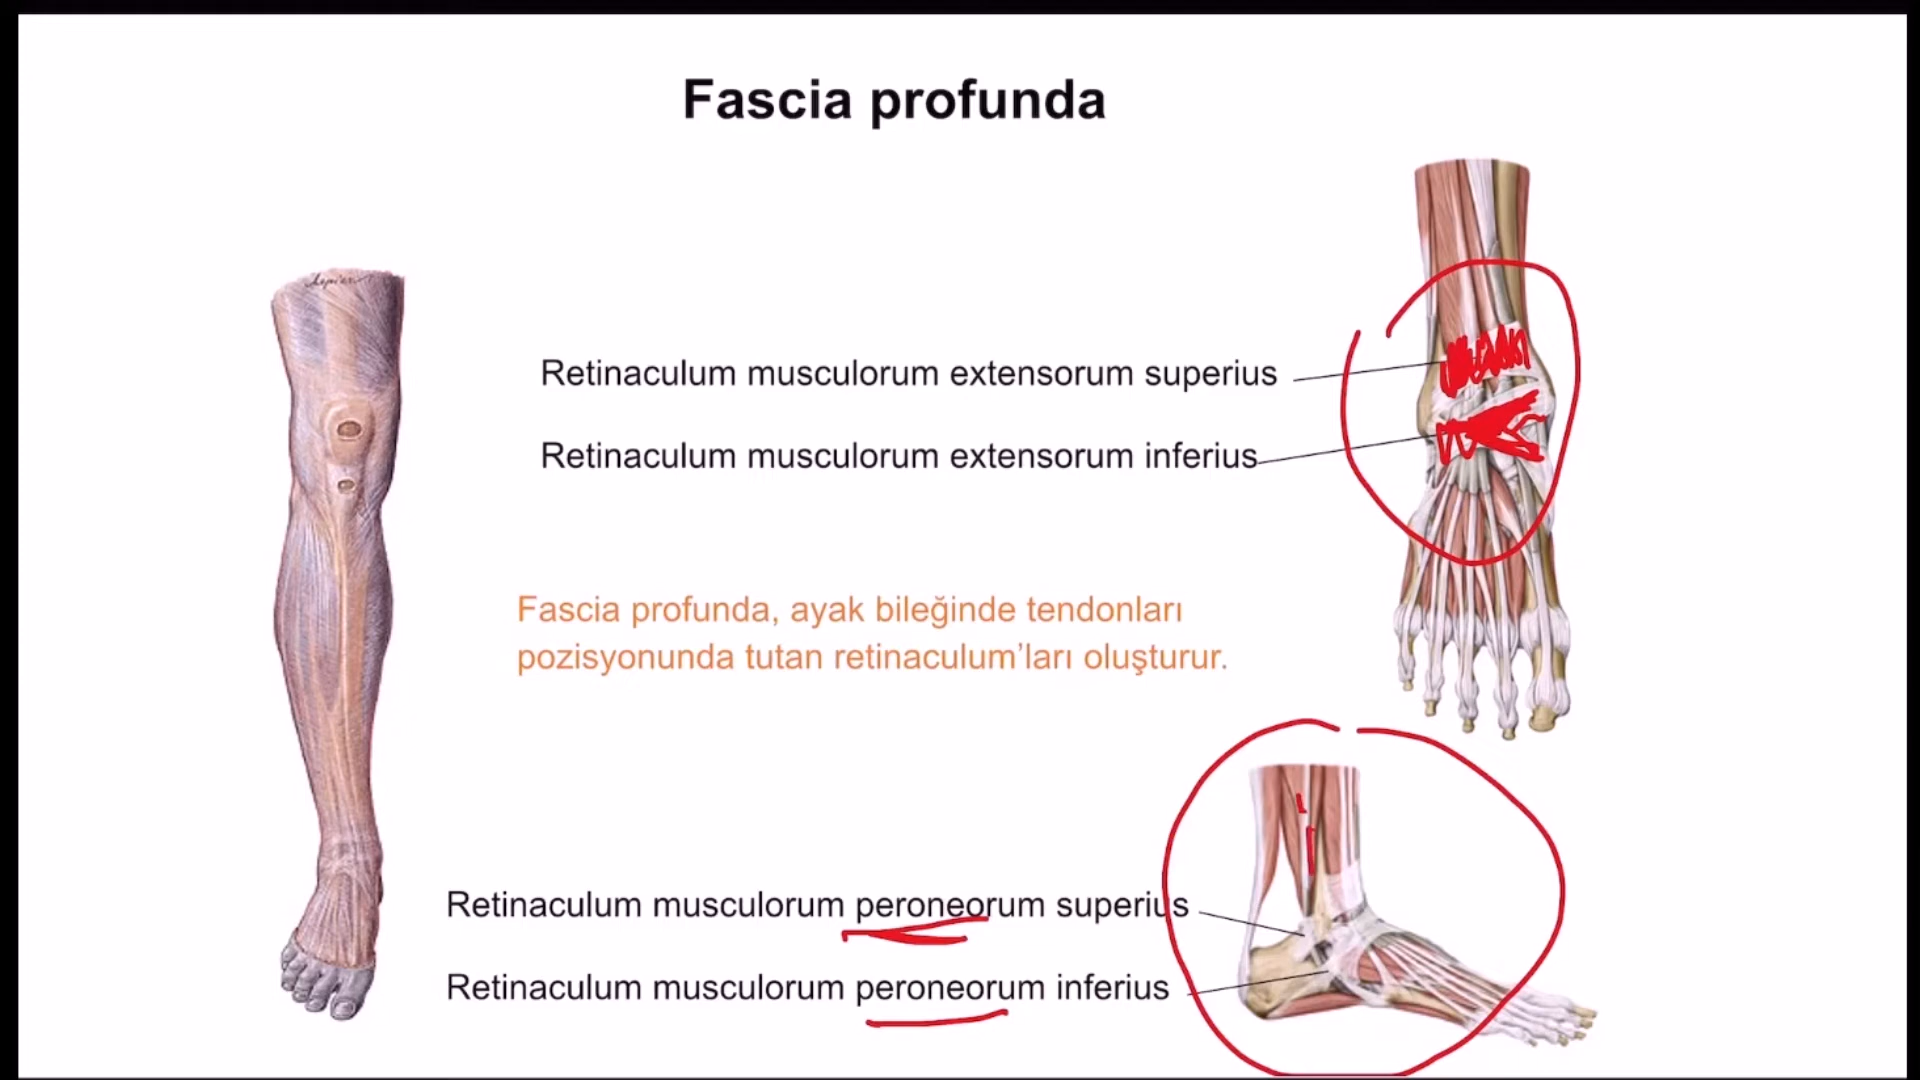 Fascia profunda
Retinaculum musculorum extensorum superius
Retinaculum musculorum extensorum inferius
Fascia profunda, ayak bileğinde tendonları
pozisyonunda tutan retinaculum’ları oluşturur.
Retinaculum musculorum peroneorum superius
Retinaculum musculorum peroneorum inferius